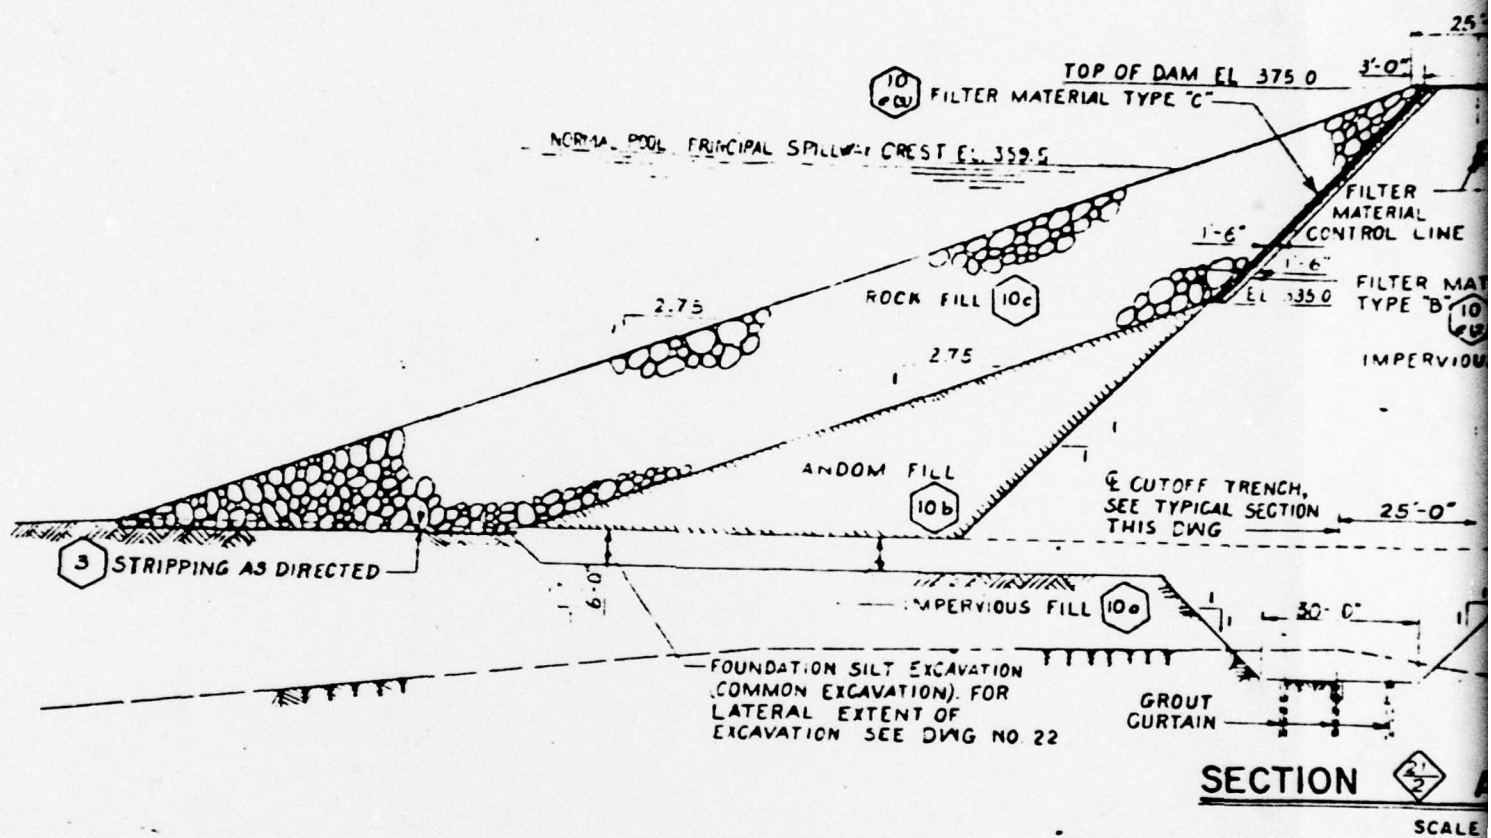 25'
3'-0"
TOP OF DAM EL 375 0
10
FILTER MATERIAL TYPE "C"
SPILLWAY CREST EL. 359.5
FILTER
MATERIAL
CONTROL LINE
1'-6"
1'-6"
FILTER MAT
TYPE "B"
10
EL 335 0
ROCK FILL 10c
2.75
1
2.75
1
IMPERVIOU
1
1
ANDOM FILL
10b
℄ CUTOFF TRENCH,
SEE TYPICAL SECTION
THIS DWG
25'-0"
3 STRIPPING AS DIRECTED
6'-0"
IMPERVIOUS FILL 10a
1
1
30'-0"
1
FOUNDATION SILT EXCAVATION
(COMMON EXCAVATION). FOR
LATERAL EXTENT OF
EXCAVATION SEE DWG NO. 22
GROUT
CURTAIN
SECTION
2
SCALE